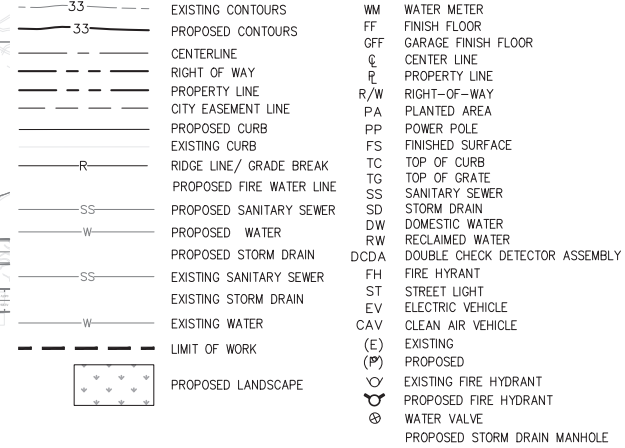 33 EXISTING CONTOURS
33 PROPOSED CONTOURS
CENTERLINE
RIGHT OF WAY
PROPERTY LINE
CITY EASEMENT LINE
PROPOSED CURB
EXISTING CURB
R RIDGE LINE/ GRADE BREAK
PROPOSED FIRE WATER LINE
SS PROPOSED SANITARY SEWER
W PROPOSED WATER
PROPOSED STORM DRAIN
SS EXISTING SANITARY SEWER
EXISTING STORM DRAIN
W EXISTING WATER
LIMIT OF WORK
PROPOSED LANDSCAPE
WM WATER METER
FF FINISH FLOOR
GFF GARAGE FINISH FLOOR
℄ CENTER LINE
PL PROPERTY LINE
R/W RIGHT-OF-WAY
PA PLANTED AREA
PP POWER POLE
FS FINISHED SURFACE
TC TOP OF CURB
TG TOP OF GRATE
SS SANITARY SEWER
SD STORM DRAIN
DW DOMESTIC WATER
RW RECLAIMED WATER
DCDA DOUBLE CHECK DETECTOR ASSEMBLY
FH FIRE HYRANT
ST STREET LIGHT
EV ELECTRIC VEHICLE
CAV CLEAN AIR VEHICLE
(E) EXISTING
(P) PROPOSED
EXISTING FIRE HYDRANT
PROPOSED FIRE HYDRANT
WATER VALVE
PROPOSED STORM DRAIN MANHOLE